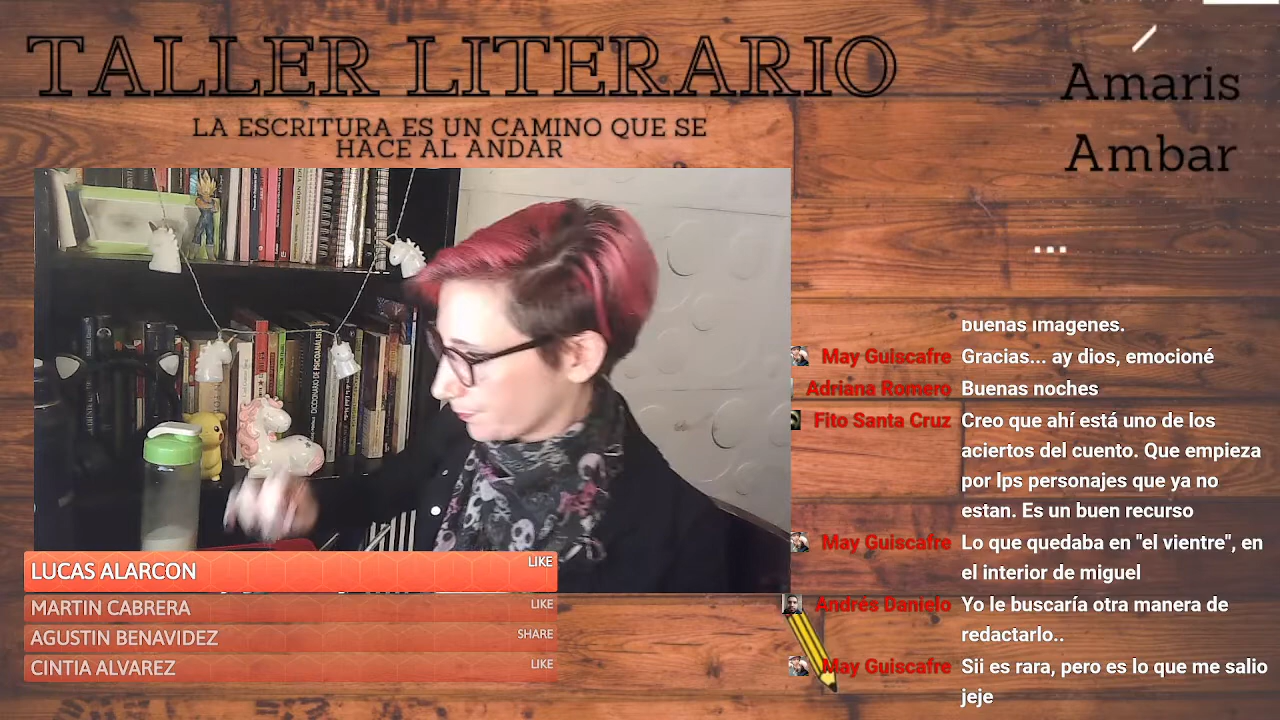 TALLER LITERARIO
LA ESCRITURA ES UN CAMINO QUE SE
HACE AL ANDAR
Amaris
Ambar
DICCIONARIO DE PSICOANÁLISIS
buenas imagenes.
May Guiscafre Gracias... ay dios, emocioné
Adriana Romero Buenas noches
Fito Santa Cruz Creo que ahí está uno de los
aciertos del cuento. Que empieza
por lps personajes que ya no
estan. Es un buen recurso
May Guiscafre Lo que quedaba en "el vientre", en
el interior de miguel
Andrés Danielo Yo le buscaría otra manera de
redactarlo..
May Guiscafre Sii es rara, pero es lo que me salio
jeje
LUCAS ALARCON LIKE
MARTIN CABRERA LIKE
AGUSTIN BENAVIDEZ SHARE
CINTIA ALVAREZ LIKE